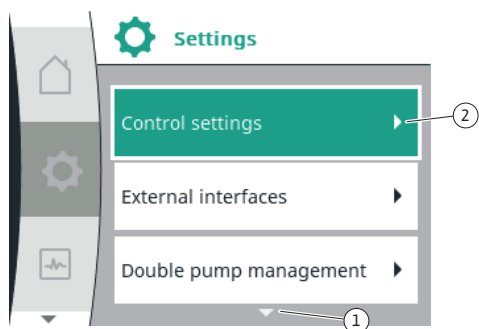 Settings
Control settings
2
External interfaces
Double pump management
1